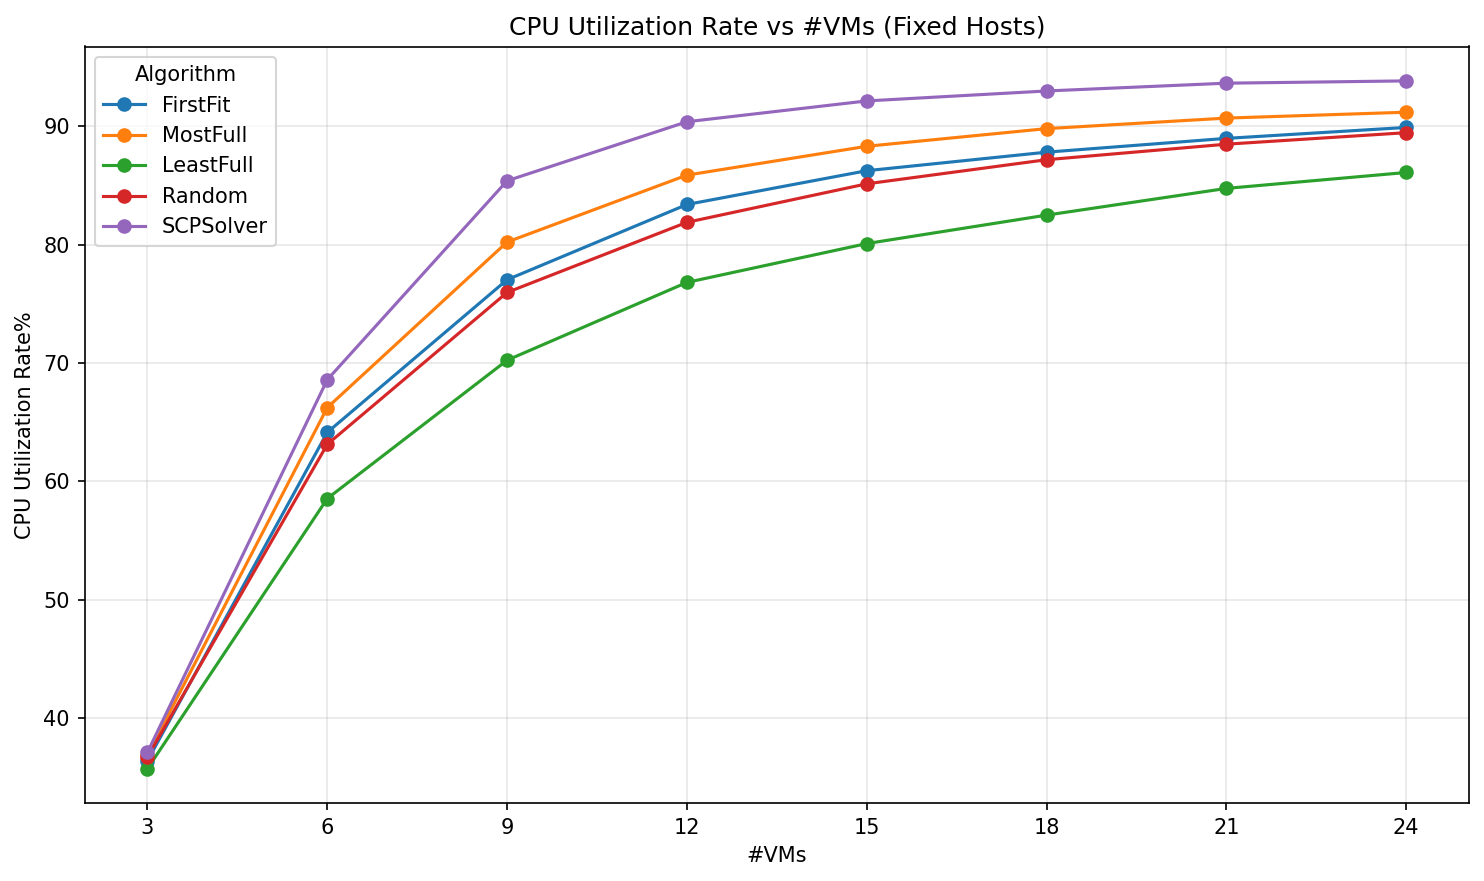 CPU Utilization Rate vs #VMs (Fixed Hosts)
Algorithm
FirstFit
MostFull
LeastFull
Random
SCPSolver
CPU Utilization Rate%
90
80
70
60
50
40
3 6 9 12 15 18 21 24
#VMs